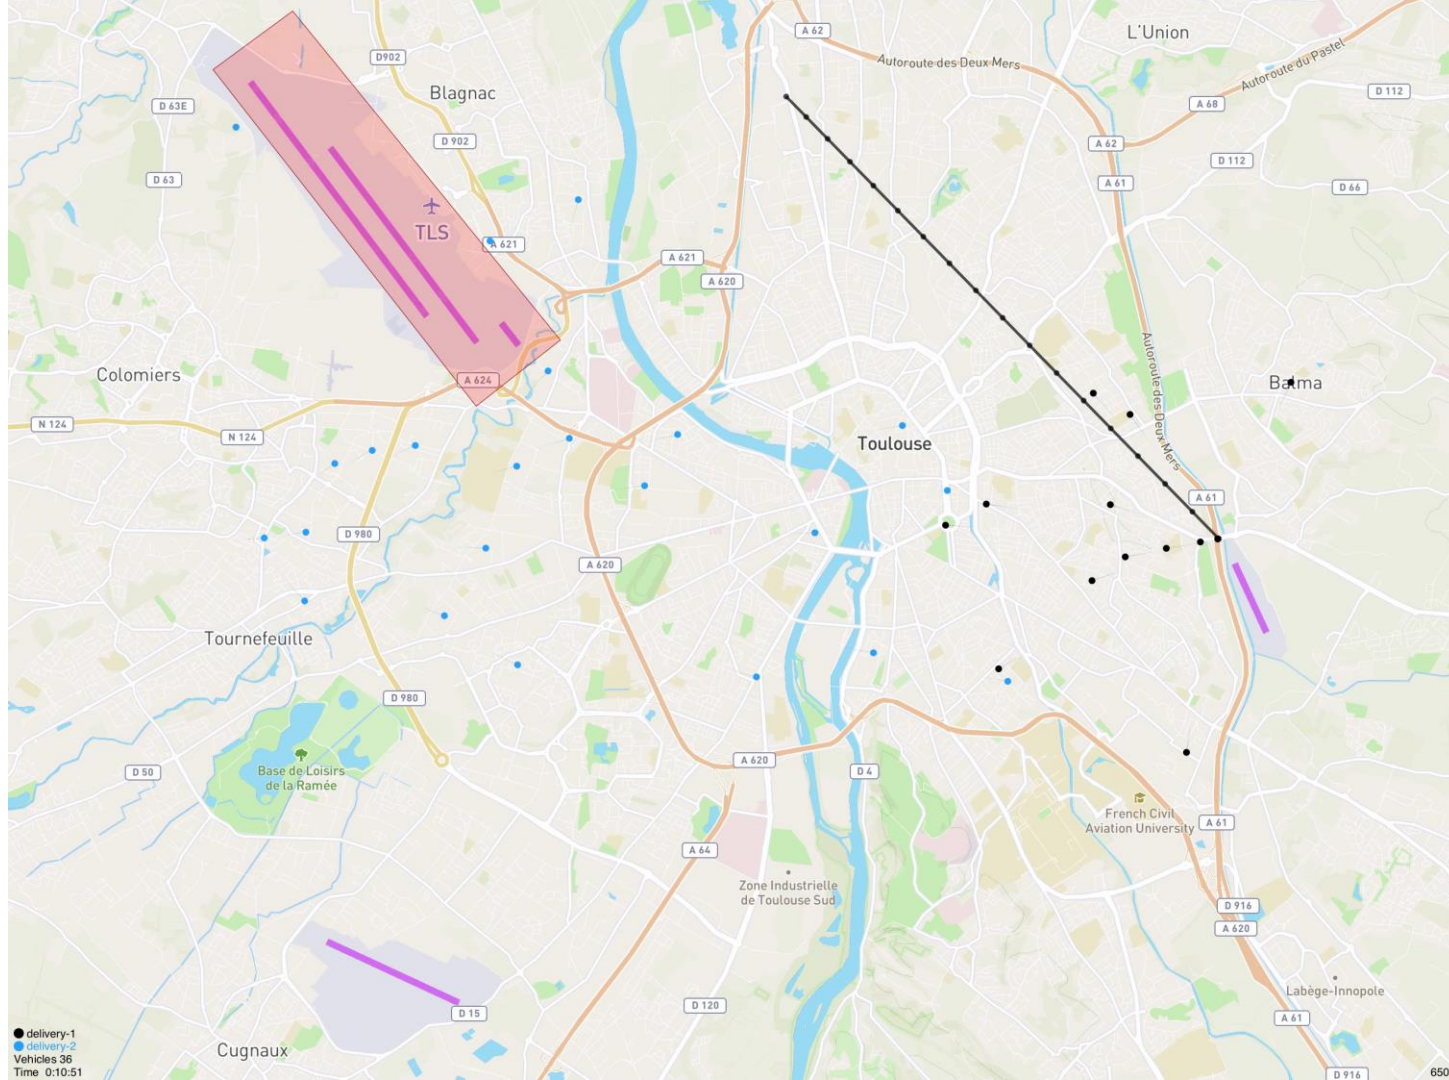 A 62
L'Union
Autoroute des Deux Mers
Autoroute du Pastel
D902
Blagnac
D 112
D 63E
A 68
D 902
A 62
D 112
D 63
A 61
D 66
TLS
A 621
A 621
A 620
Autoroute des Deux Mers
Colomiers
A 624
Balma
N 124
N 124
Toulouse
A 61
D 980
A 620
Tournefeuille
D 980
Base de Loisirs
de la Ramée
D 50
A 620
D 4
French Civil
Aviation University
A 61
A 64
Zone Industrielle
de Toulouse Sud
D 916
A 620
Labège-Innopole
D 120
D 15
A 61
Cugnaux
D 916
delivery-1
delivery-2
Vehicles 36
Time 0:10:51
650